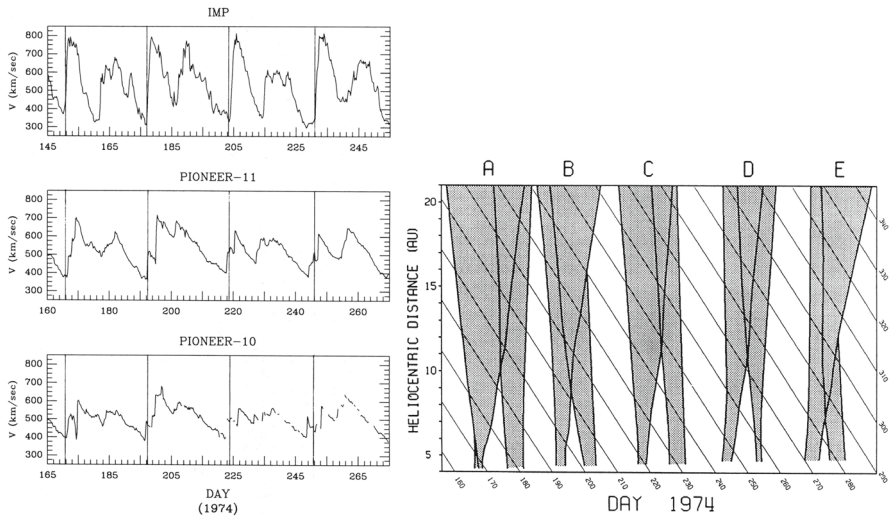 IMP
V (km/sec)
800
700
600
500
400
300
145 165 185 205 225 245
PIONEER-11
V (km/sec)
800
700
600
500
400
300
160 180 200 220 240 260
PIONEER-10
V (km/sec)
800
700
600
500
400
300
165 185 205 225 245 265
DAY
(1974)
A B C D E
HELIOCENTRIC DISTANCE (AU)
20
15
10
5
160 170 180 190 200 210 220 230 240 250 260 270 280 290
300
310
320
330
340
DAY 1974